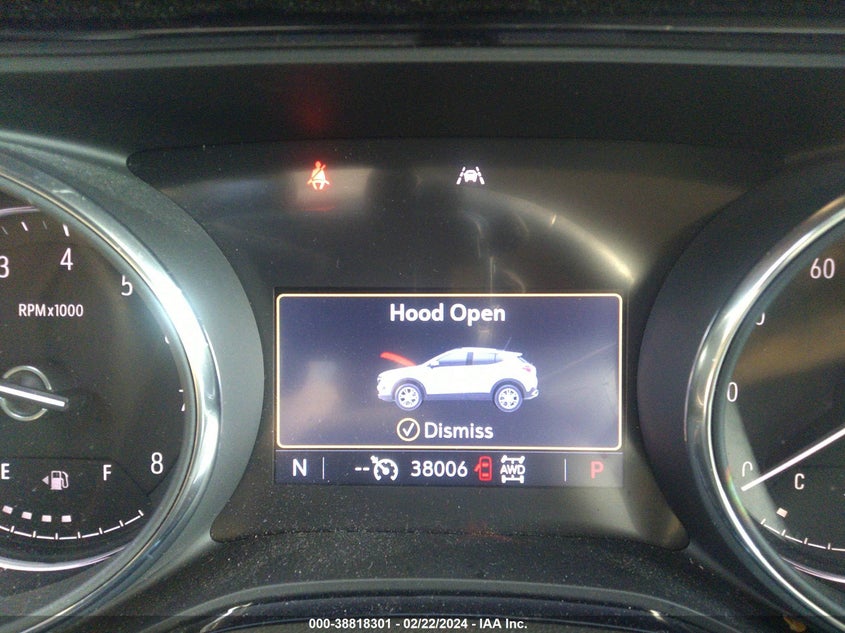 3
4
5
RPMx1000
8
E
F
Hood Open
Dismiss
N
--
38006
AWD
P
60
0
0
C
000-38818301 - 02/22/2024 - IAA Inc.